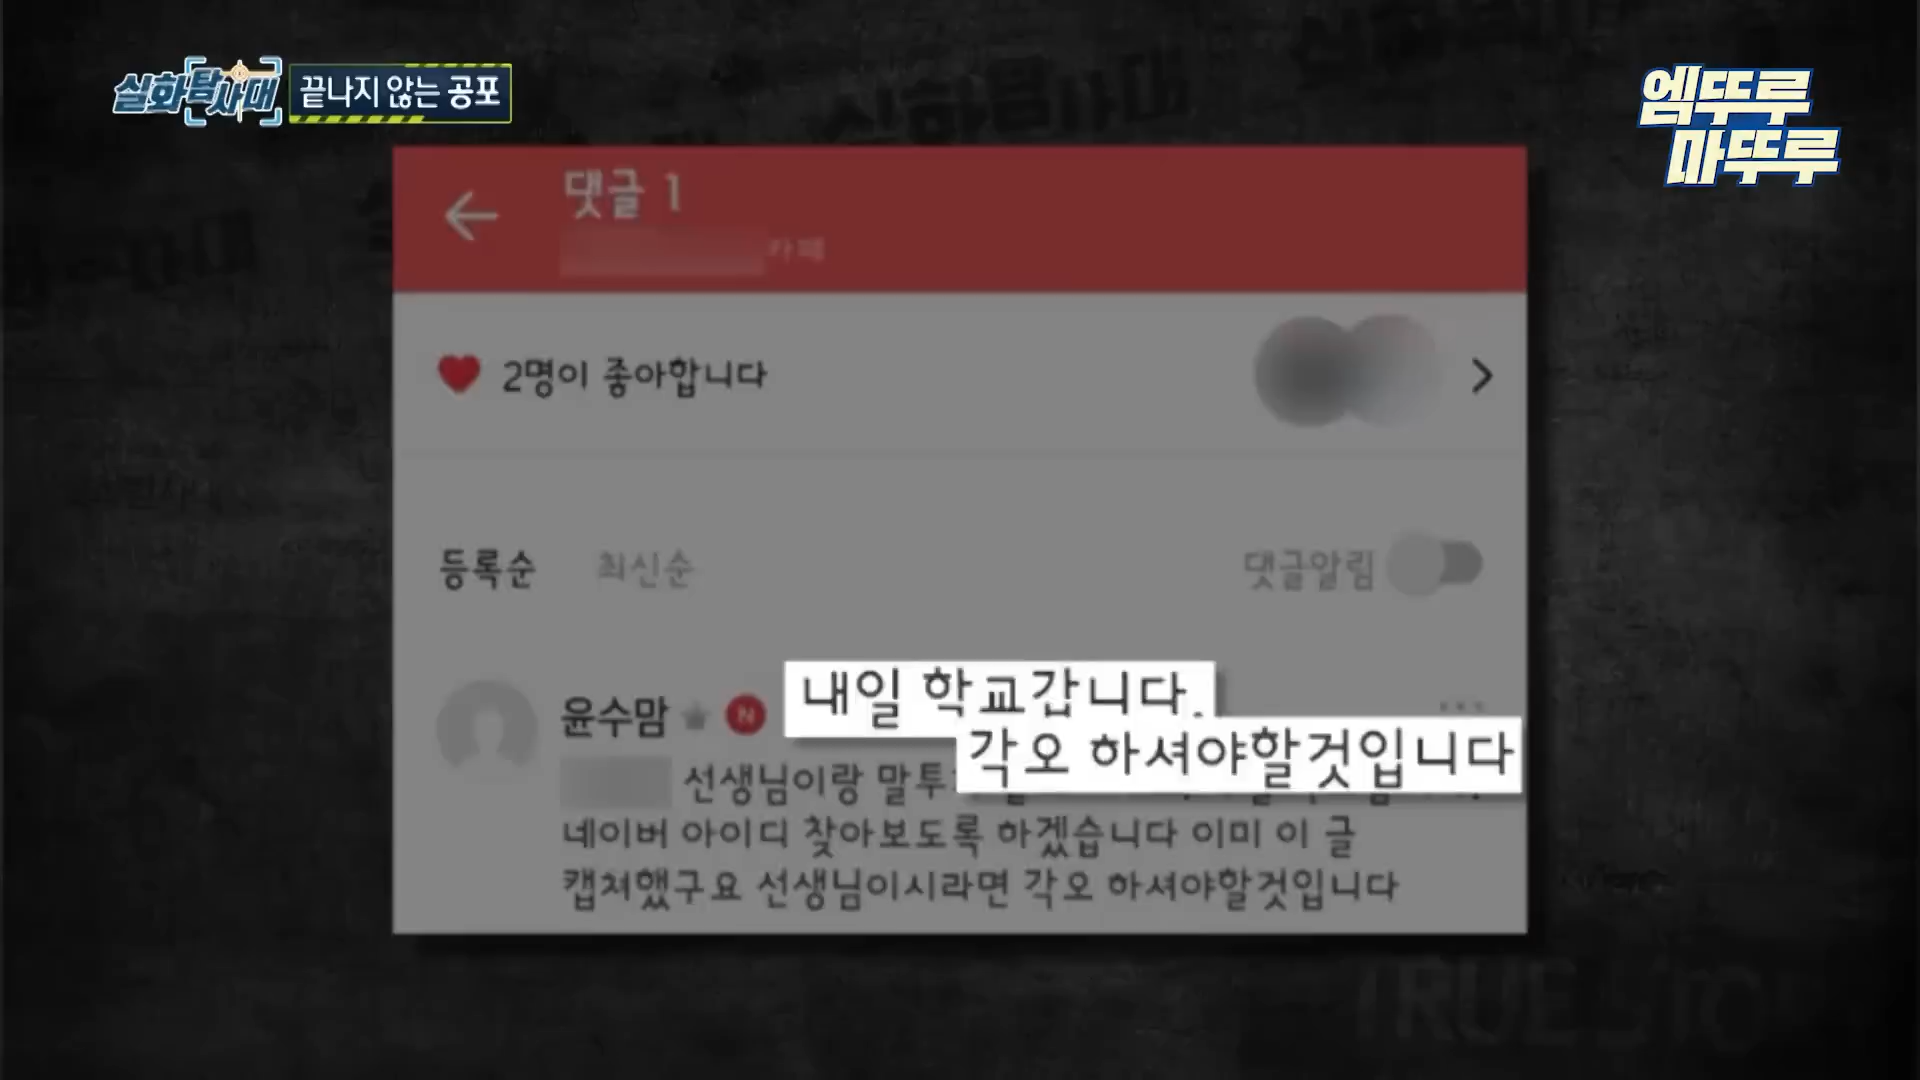 실화탐사대 끝나지 않는 공포
엠뚜루
마뚜루
댓글 1
카페
2명이 좋아합니다
등록순 최신순 댓글알림
윤수맘 N
내일 학교갑니다.
각오 하셔야할것입니다
선생님이랑 말투
네이버 아이디 찾아보도록 하겠습니다 이미 이 글
캡쳐했구요 선생님이시라면 각오 하셔야할것입니다
TRUE STO